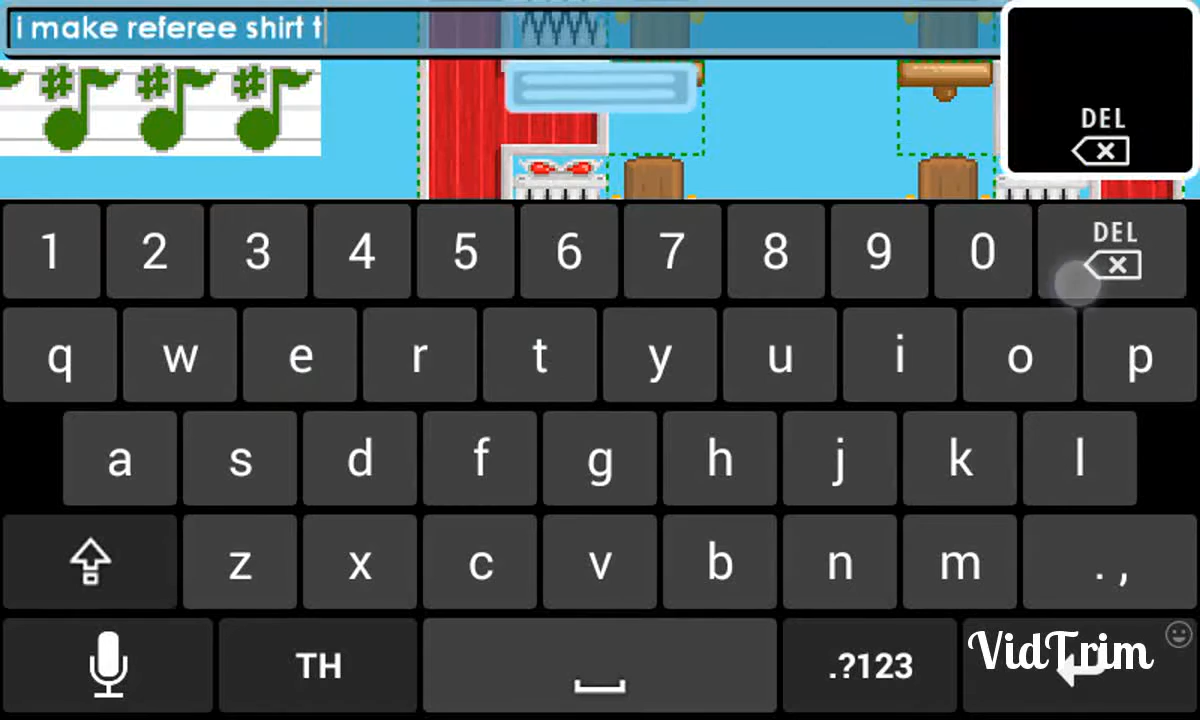 i make referee shirt t
DEL
1 2 3 4 5 6 7 8 9 0 DEL
q w e r t y u i o p
a s d f g h j k l
z x c v b n m . ,
TH .?123 VidTrim